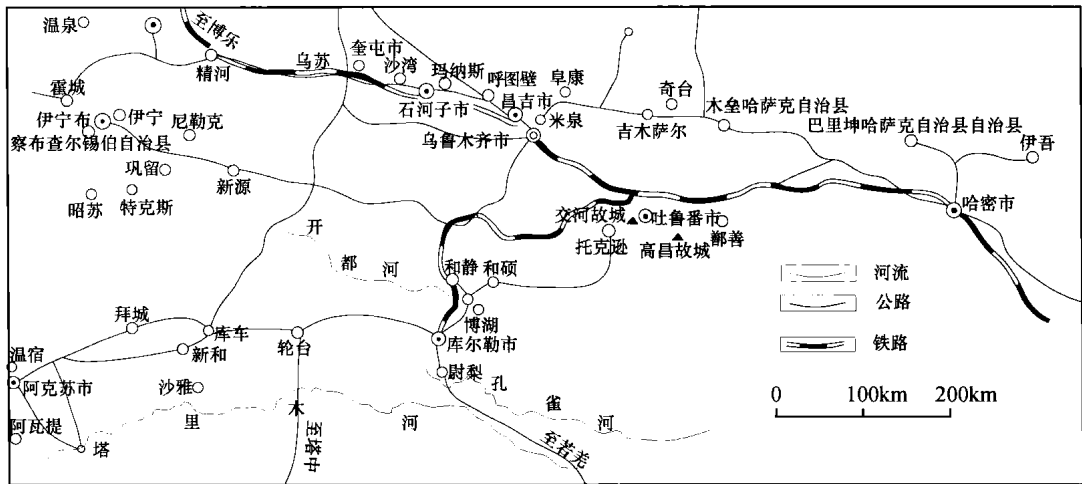 温泉
至博乐
精河
乌苏
奎屯市
沙湾
玛纳斯
呼图壁
阜康
奇台
霍城
石河子市
昌吉市
米泉
吉木萨尔
木垒哈萨克自治县
伊宁布
伊宁
尼勒克
乌鲁木齐市
巴里坤哈萨克自治县自治县
伊吾
察布查尔锡伯自治县
巩留
新源
昭苏
特克斯
交河故城
吐鲁番市
鄯善
哈密市
托克逊
高昌故城
开
都
河
和静
和硕
博湖
拜城
库车
新和
轮台
库尔勒市
温宿
阿克苏市
沙雅
尉梨
孔
雀
河
阿瓦提
塔
里
木
河
至塔中
至若羌
河流
公路
铁路
0
100km
200km